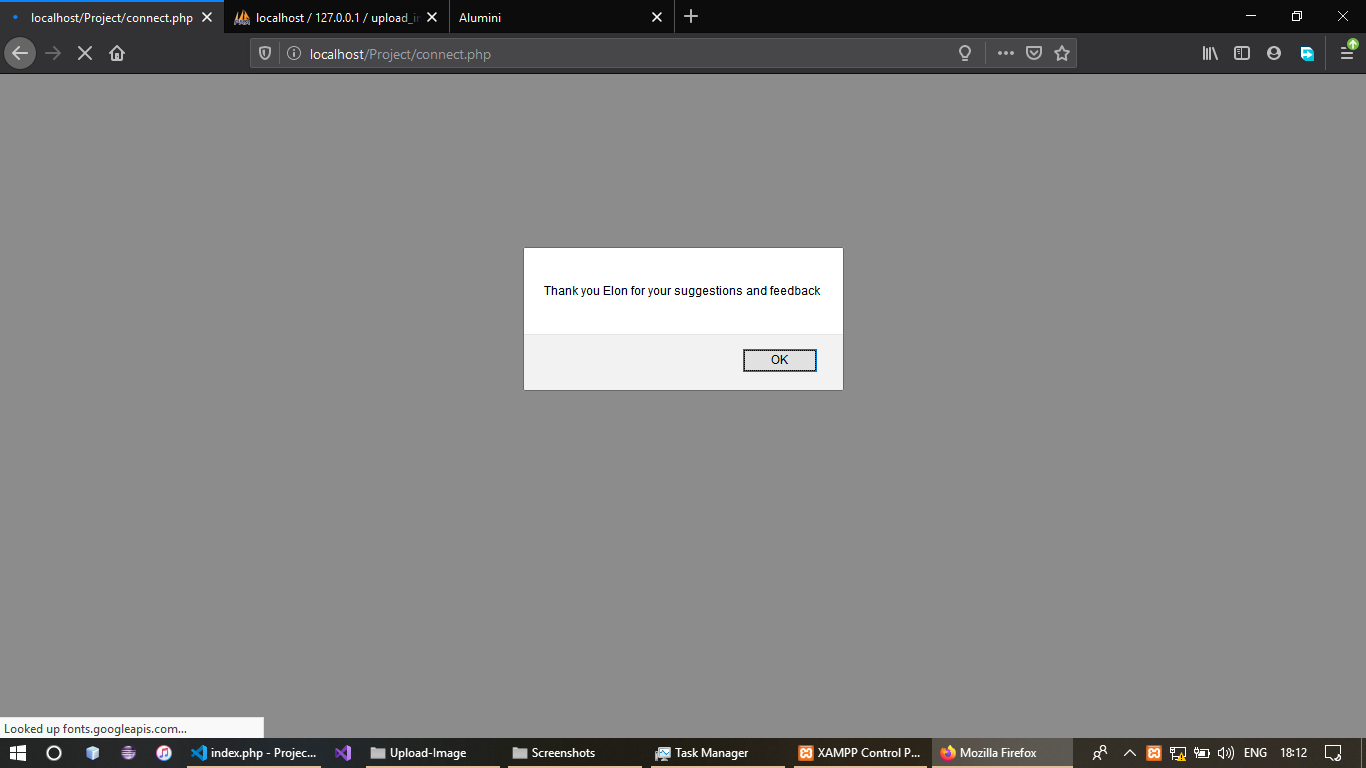 localhost/Project/connect.php
localhost / 127.0.0.1 / upload_i
Alumini
localhost/Project/connect.php
Thank you Elon for your suggestions and feedback
OK
Looked up fonts.googleapis.com...
index.php - Projec...
Upload-Image
Screenshots
Task Manager
XAMPP Control P...
Mozilla Firefox
ENG
18:12